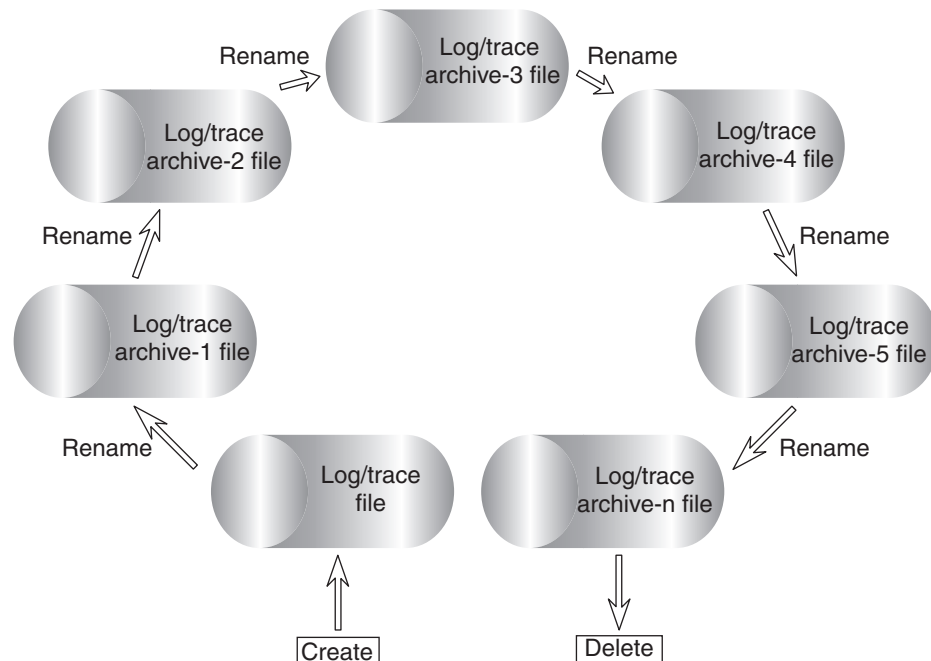 Rename
Log/trace
archive-3 file
Rename
Log/trace
archive-2 file
Log/trace
archive-4 file
Rename
Rename
Log/trace
archive-1 file
Log/trace
archive-5 file
Rename
Rename
Log/trace
file
Log/trace
archive-n file
Create
Delete